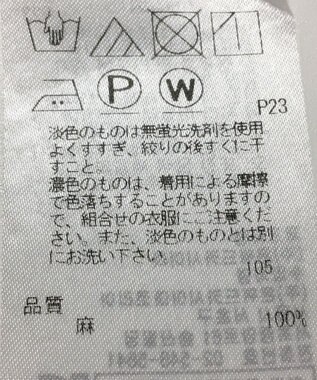 P
W
P23
淡色のものは無蛍光洗剤を使用
よくすすぎ、絞りの後すぐに干
すこと。
濃色のものは、着用による摩擦
で色落ちすることがありますの
で、組合せの衣服にご注意くだ
さい。また、淡色のものとは別
にお洗い下さい。
105
品質
麻 100%